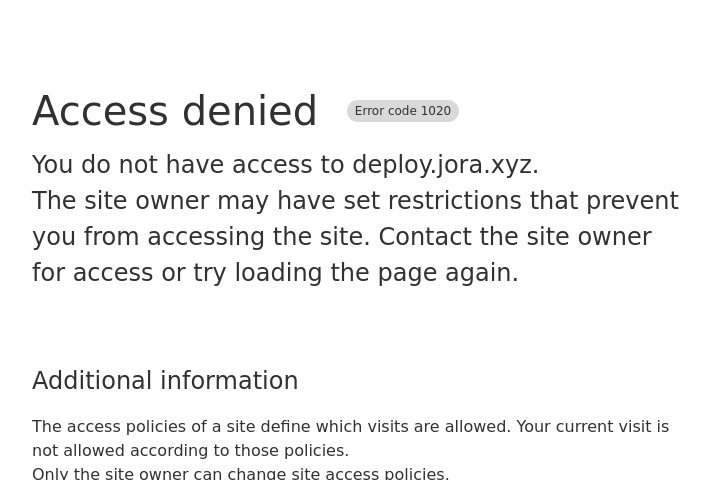 Access denied Error code 1020
You do not have access to deploy.jora.xyz.
The site owner may have set restrictions that prevent
you from accessing the site. Contact the site owner
for access or try loading the page again.
Additional information
The access policies of a site define which visits are allowed. Your current visit is
not allowed according to those policies.
Only the site owner can change site access policies.